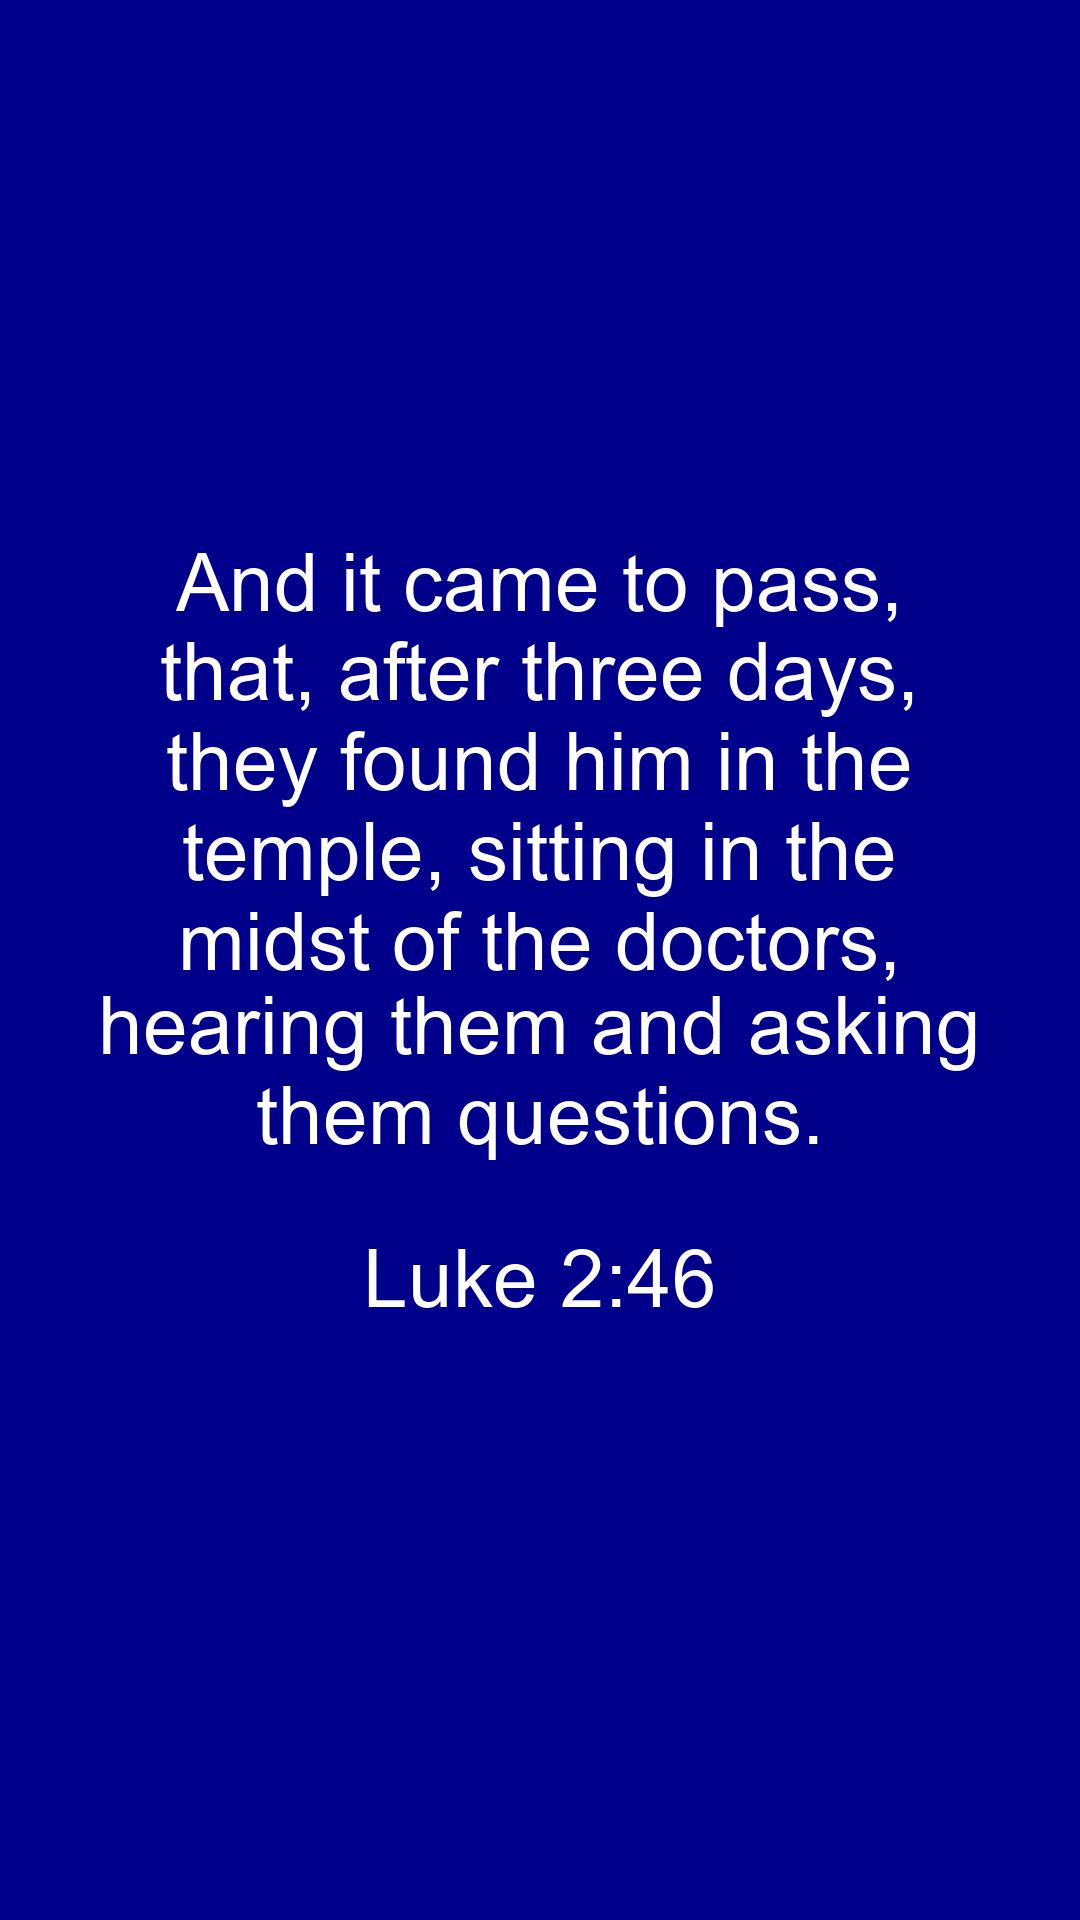 And it came to pass,
that, after three days,
they found him in the
temple, sitting in the
midst of the doctors,
hearing them and asking
them questions.
Luke 2:46